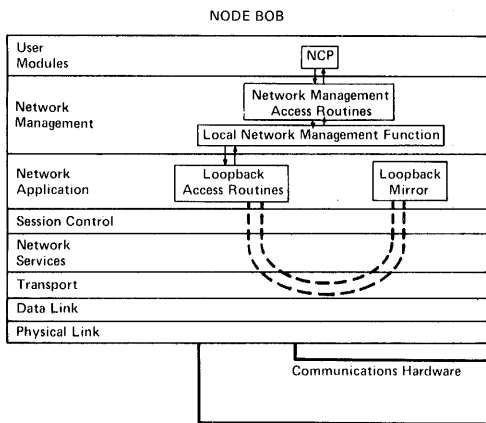 NODE BOB
User
Modules
NCP
Network
Management
Network Management
Access Routines
Local Network Management Function
Network
Application
Loopback
Access Routines
Loopback
Mirror
Session Control
Network
Services
Transport
Data Link
Physical Link
Communications Hardware